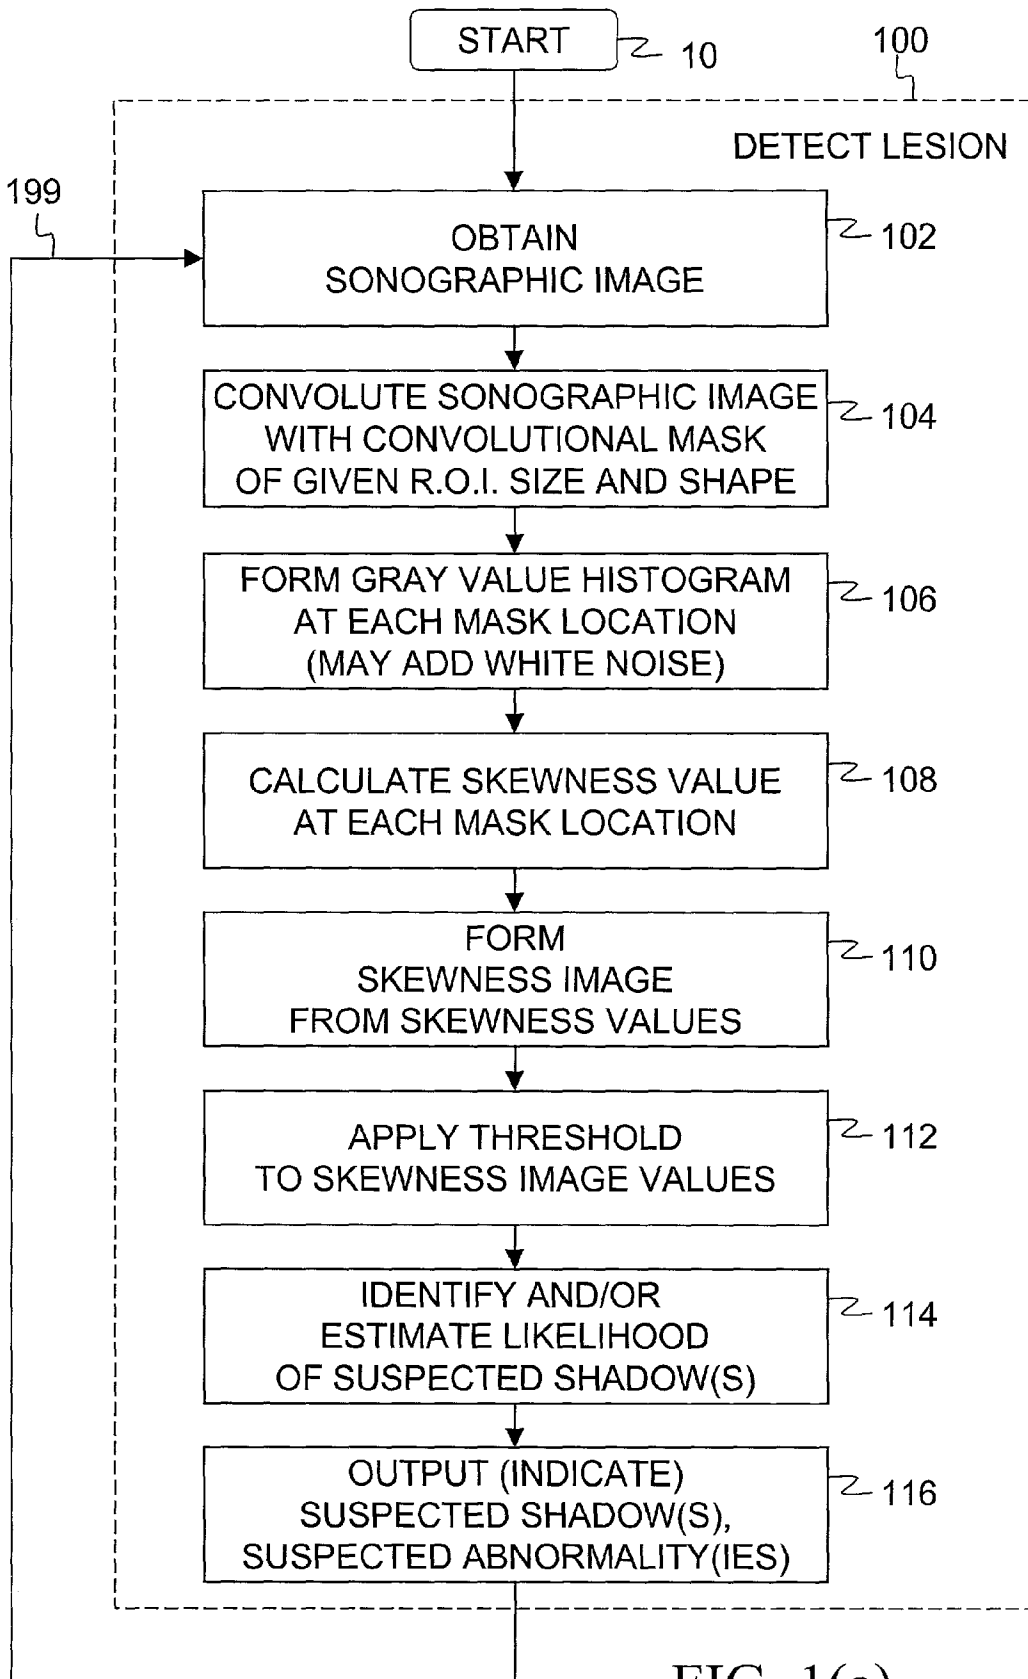 START
10
100
DETECT LESION
199
OBTAIN
SONOGRAPHIC IMAGE
102
CONVOLUTE SONOGRAPHIC IMAGE
WITH CONVOLUTIONAL MASK
OF GIVEN R.O.I. SIZE AND SHAPE
104
FORM GRAY VALUE HISTOGRAM
AT EACH MASK LOCATION
(MAY ADD WHITE NOISE)
106
CALCULATE SKEWNESS VALUE
AT EACH MASK LOCATION
108
FORM
SKEWNESS IMAGE
FROM SKEWNESS VALUES
110
APPLY THRESHOLD
TO SKEWNESS IMAGE VALUES
112
IDENTIFY AND/OR
ESTIMATE LIKELIHOOD
OF SUSPECTED SHADOW(S)
114
OUTPUT (INDICATE)
SUSPECTED SHADOW(S),
SUSPECTED ABNORMALITY(IES)
116
FIG. 1(a)